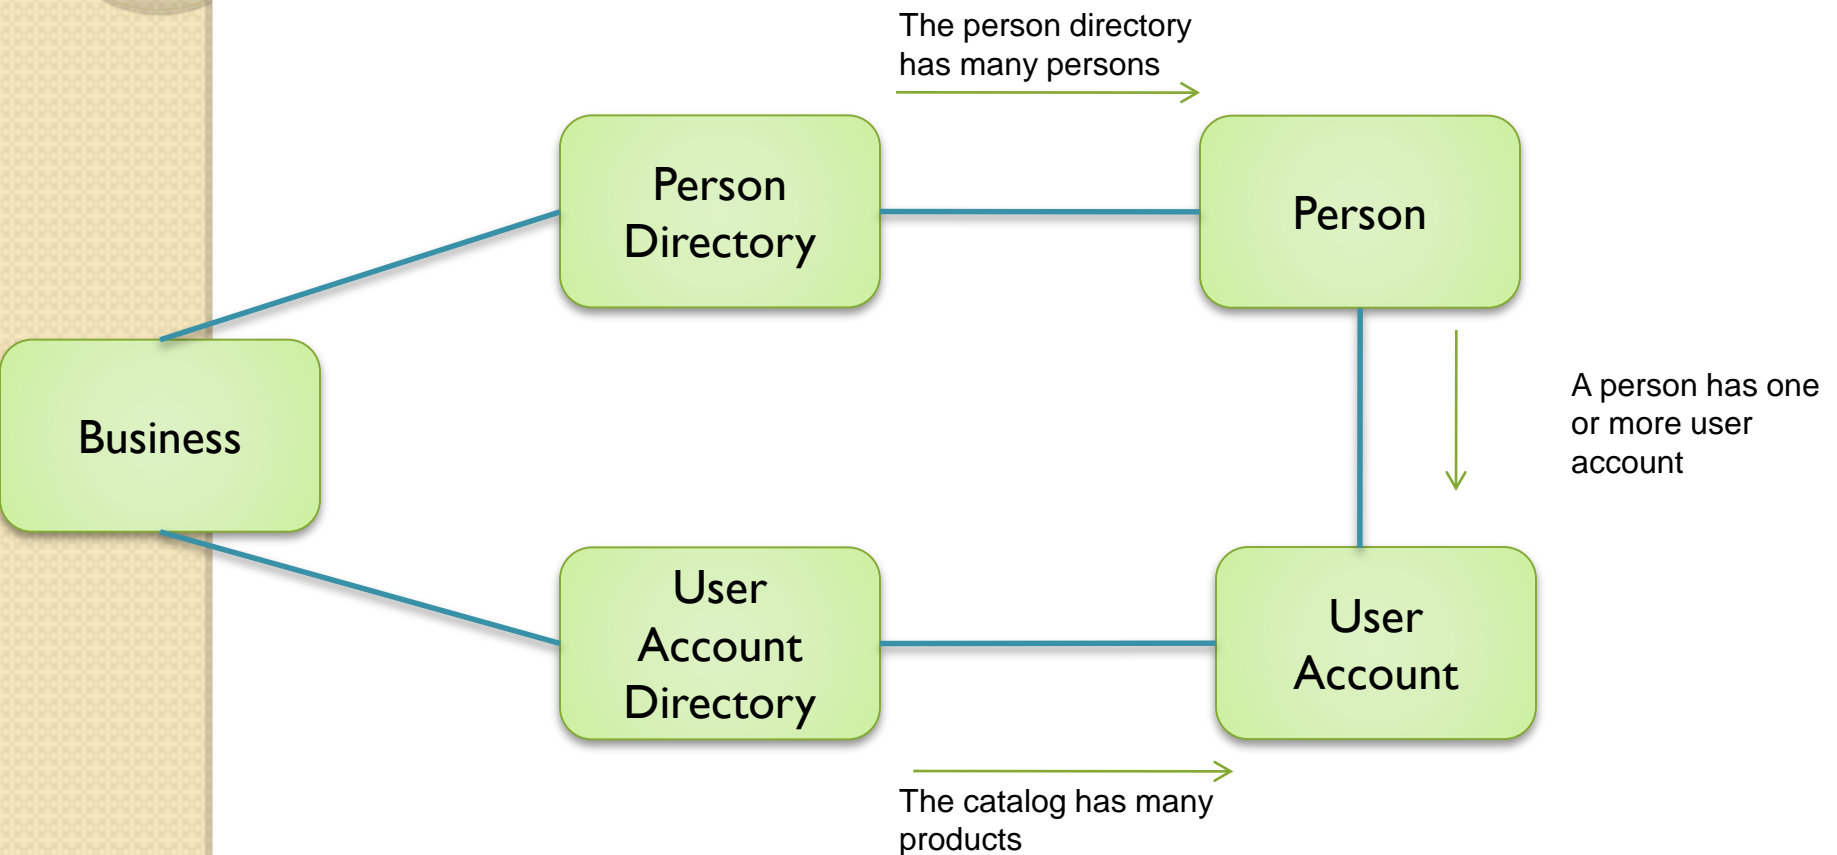 The person directory
has many persons
Person
Directory
Person
Business
A person has one
or more user
account
User
Account
Directory
User
Account
The catalog has many
products